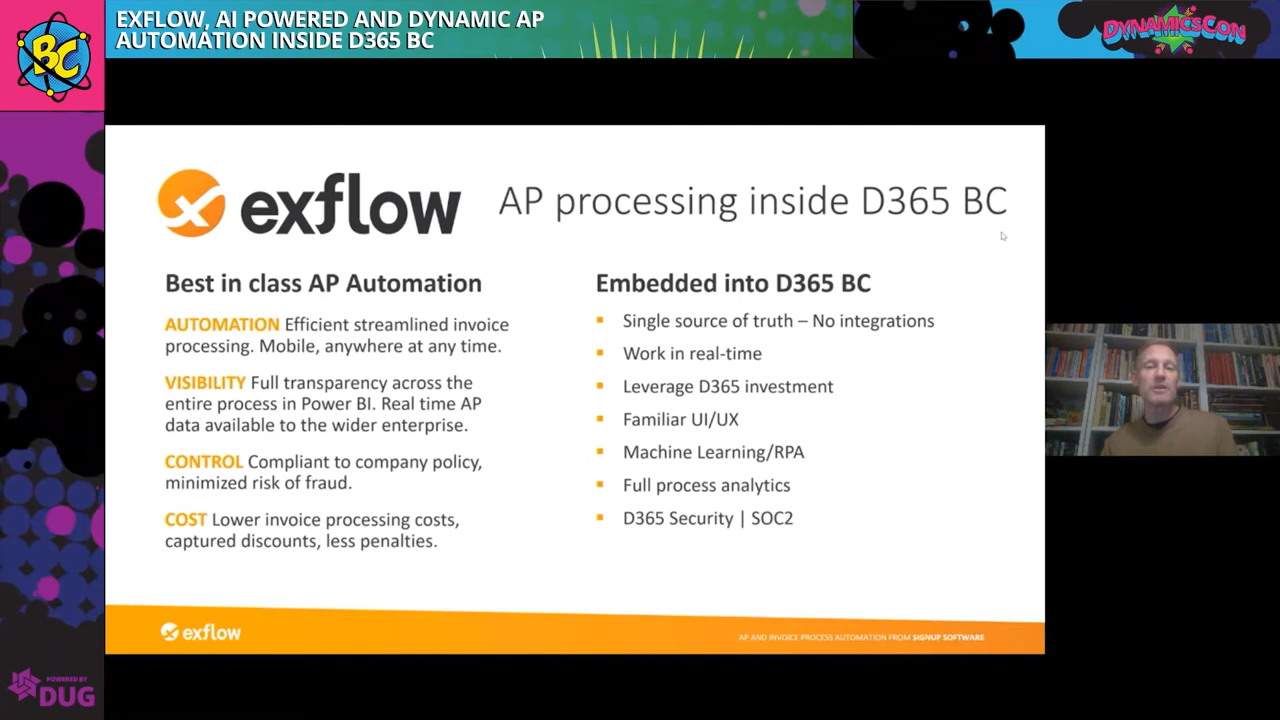 EXFLOW, AI POWERED AND DYNAMIC AP
AUTOMATION INSIDE D365 BC
BC
DYNAMICSCON
exflow
AP processing inside D365 BC
Best in class AP Automation
AUTOMATION Efficient streamlined invoice
processing. Mobile, anywhere at any time.
VISIBILITY Full transparency across the
entire process in Power BI. Real time AP
data available to the wider enterprise.
CONTROL Compliant to company policy,
minimized risk of fraud.
COST Lower invoice processing costs,
captured discounts, less penalties.
Embedded into D365 BC
Single source of truth – No integrations
Work in real-time
Leverage D365 investment
Familiar UI/UX
Machine Learning/RPA
Full process analytics
D365 Security | SOC2
exflow
AP AND INVOICE PROCESS AUTOMATION FROM SIGNUP SOFTWARE
POWERED BY
DUG